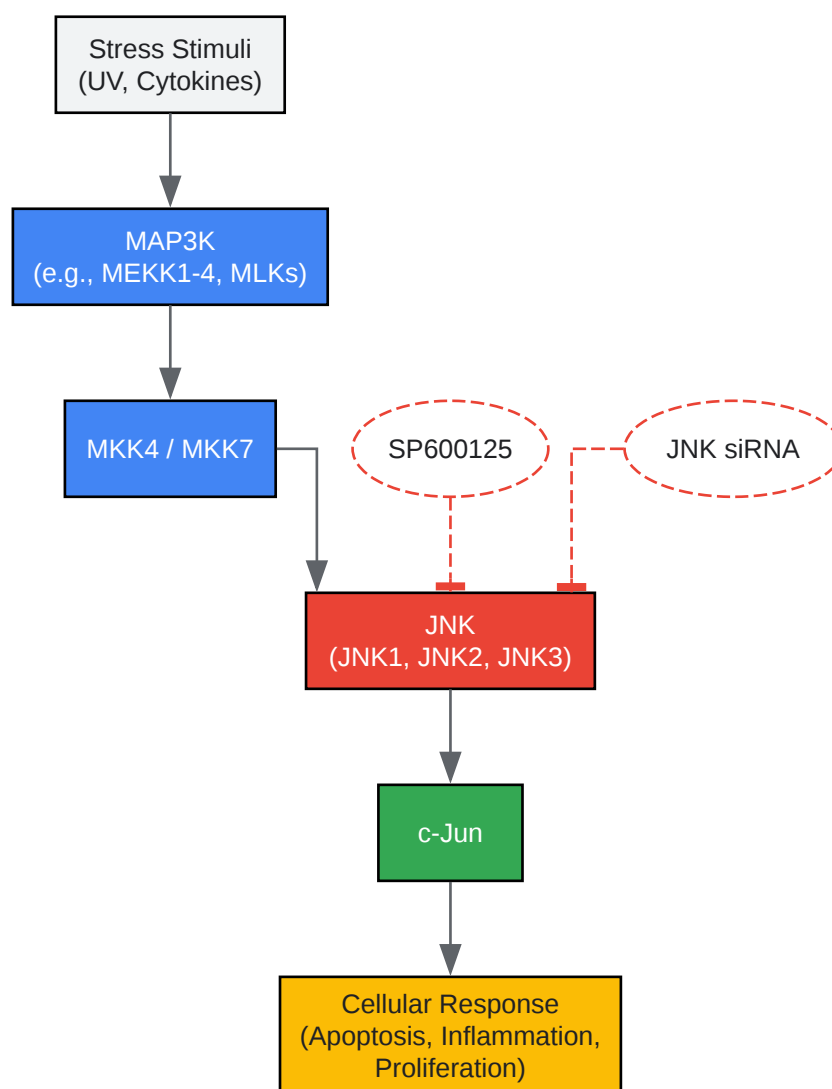 Stress Stimuli
(UV, Cytokines)
MAP3K
(e.g., MEKK1-4, MLKs)
MKK4 / MKK7
SP600125
JNK siRNA
JNK
(JNK1, JNK2, JNK3)
c-Jun
Cellular Response
(Apoptosis, Inflammation,
Proliferation)